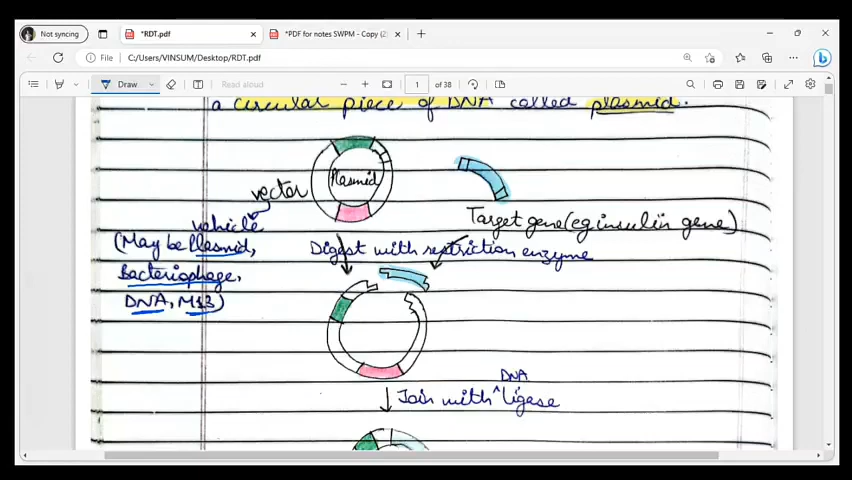 Not syncing
*RDT.pdf
*PDF for notes SWPM - Copy (2)
File
C:/Users/VINSUM/Desktop/RDT.pdf
Draw
Read aloud
1 of 38
a circular piece of DNA called plasmid.
Plasmid
vector
vehicle
(May be Plasmid,
Bacteriophage,
DNA, M13)
Target gene (eg insulin gene)
Digest with restriction enzyme
DNA
Join with ^ ligase